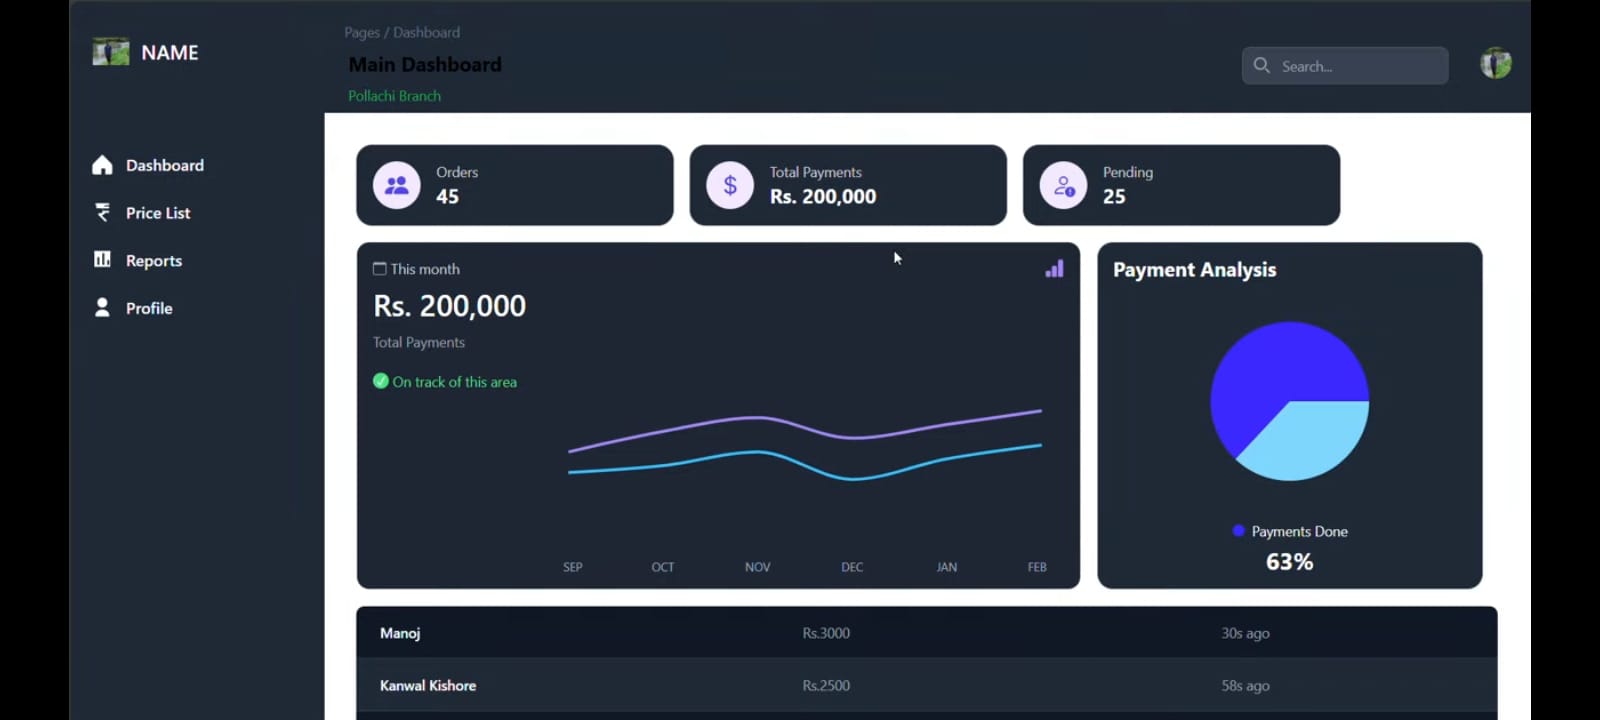 NAME
Pages / Dashboard
Main Dashboard
Pollachi Branch
Search...
Dashboard
Price List
Reports
Profile
Orders
45
Total Payments
Rs. 200,000
Pending
25
This month
Rs. 200,000
Total Payments
On track of this area
SEP OCT NOV DEC JAN FEB
Payment Analysis
Payments Done
63%
Manoj Rs.3000 30s ago
Kanwal Kishore Rs.2500 58s ago